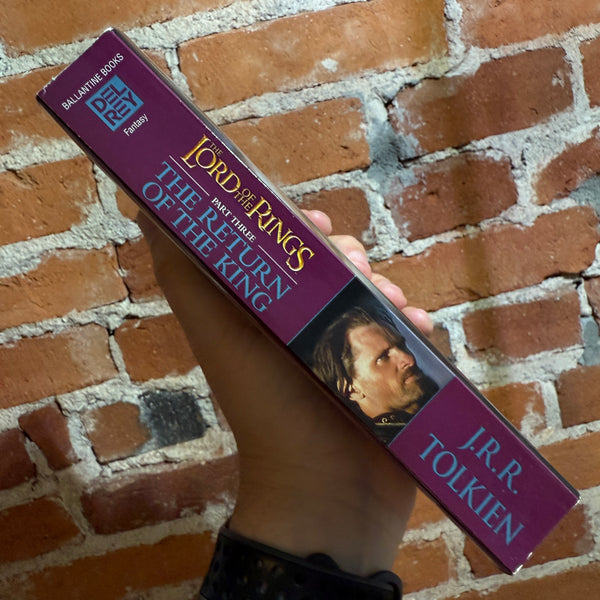 BALLANTINE BOOKS
DEL
REY
Fantasy
THE
LORD OF THE RINGS
PART THREE
THE RETURN
OF THE KING
J.R.R.
TOLKIEN